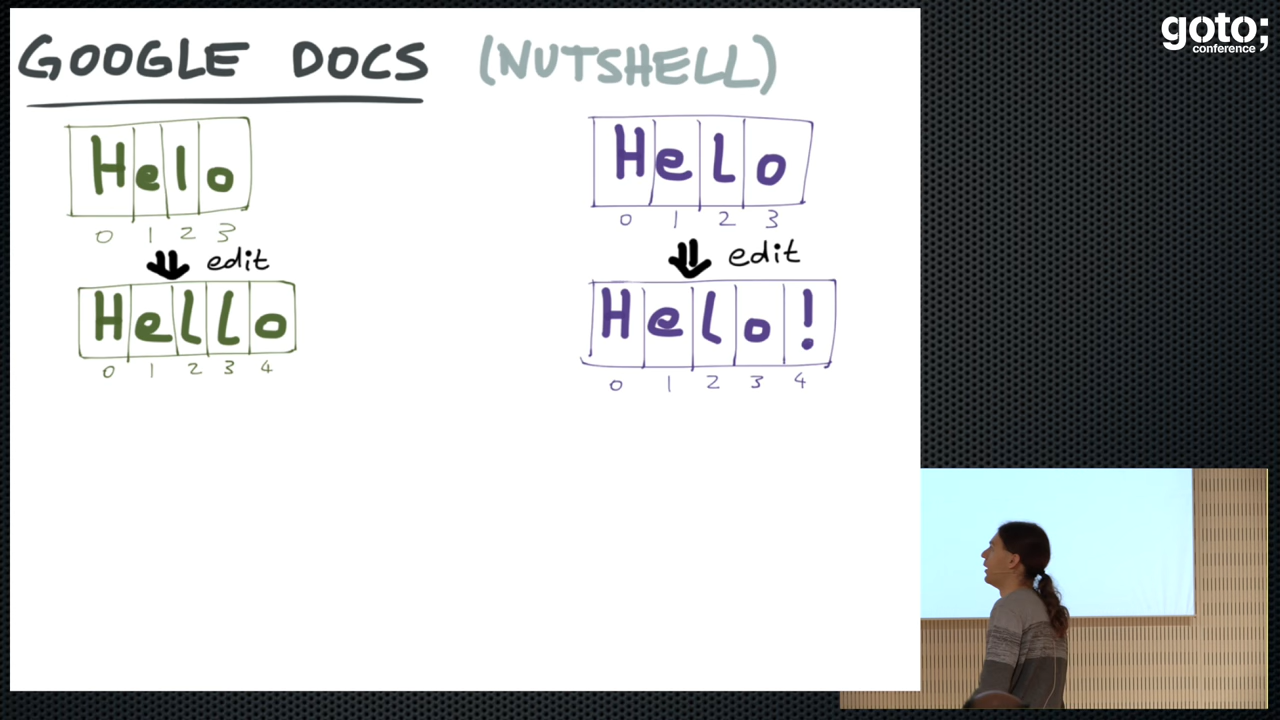 GOOGLE DOCS (NUTSHELL)
goto;
conference
Helo
0 1 2 3
edit
Hello
0 1 2 3 4
Helo
0 1 2 3
edit
Helo!
0 1 2 3 4